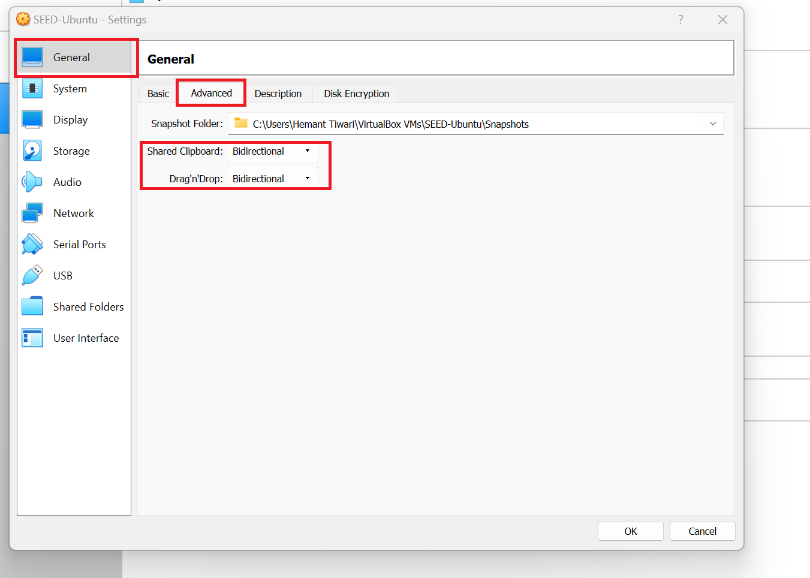 SEED-Ubuntu - Settings
?
General
System
Display
Storage
Audio
Network
Serial Ports
USB
Shared Folders
User Interface
General
Basic Advanced Description Disk Encryption
Snapshot Folder: C:\Users\Hemant Tiwari\VirtualBox VMs\SEED-Ubuntu\Snapshots
Shared Clipboard: Bidirectional
Drag'n'Drop: Bidirectional
OK Cancel